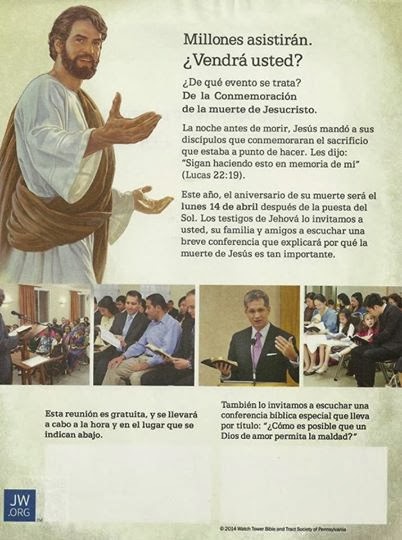 Millones asistirán.
¿Vendrá usted?
¿De qué evento se trata?
De la Conmemoración
de la muerte de Jesucristo.
La noche antes de morir, Jesús mandó a sus
discípulos que conmemoraran el sacrificio
que estaba a punto de hacer. Les dijo:
“Sigan haciendo esto en memoria de mí”
(Lucas 22:19).
Este año, el aniversario de su muerte será el
lunes 14 de abril después de la puesta del
Sol. Los testigos de Jehová lo invitamos a
usted, su familia y amigos a escuchar una
breve conferencia que explicará por qué la
muerte de Jesús es tan importante.
Esta reunión es gratuita, y se llevará
a cabo a la hora y en el lugar que se
indican abajo.
También lo invitamos a escuchar una
conferencia bíblica especial que lleva
por título: “¿Cómo es posible que un
Dios de amor permita la maldad?”
JW
.ORG
TM
© 2014 Watch Tower Bible and Tract Society of Pennsylvania